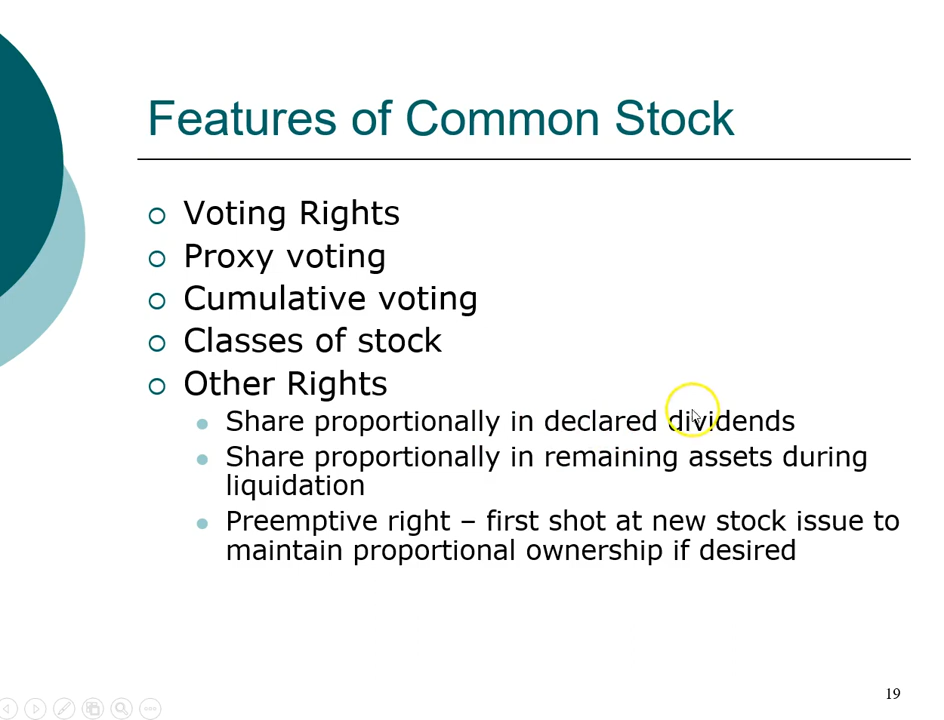 Features of Common Stock
Voting Rights
Proxy voting
Cumulative voting
Classes of stock
Other Rights
Share proportionally in declared dividends
Share proportionally in remaining assets during
liquidation
Preemptive right – first shot at new stock issue to
maintain proportional ownership if desired
19